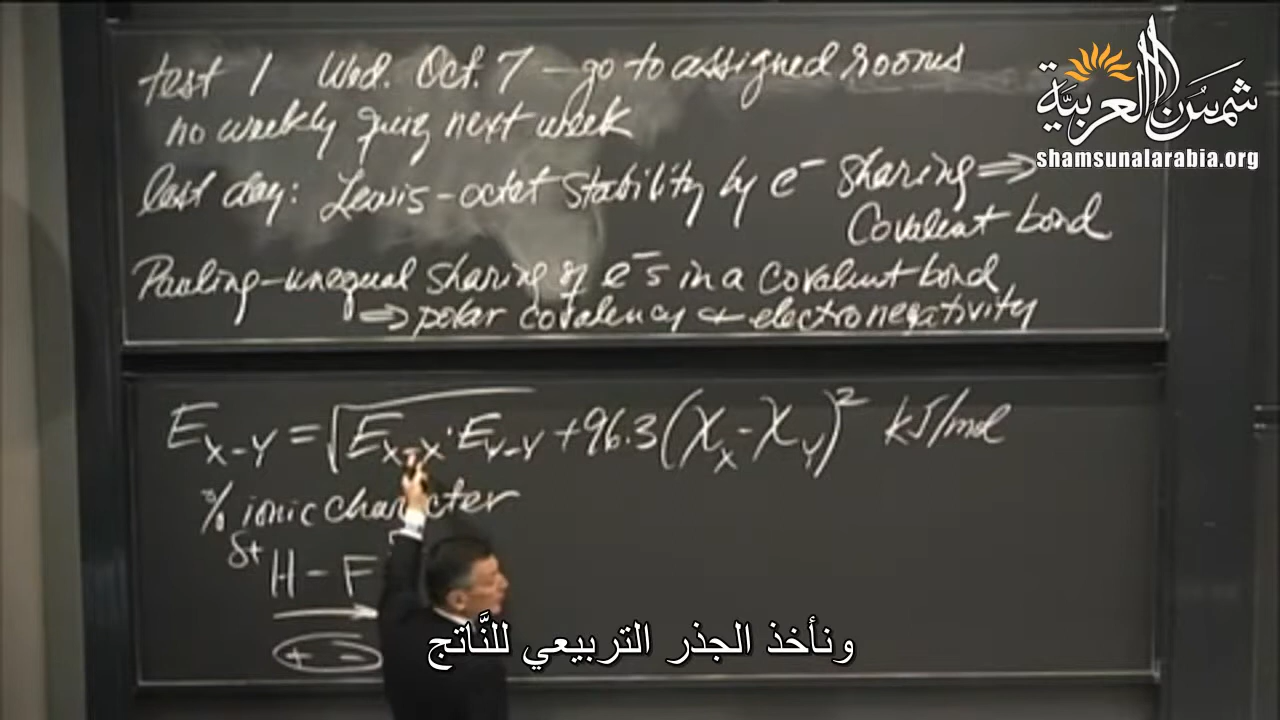 test 1 Wed. Oct. 7 – go to assigned rooms
no weekly quiz next week
last day: Lewis-octet stability by e⁻ sharing ⇒
Covalent bond
Pauling-unequal sharing of e⁻s in a covalent bond
⇒ polar covalency & electronegativity
E_X-Y = √(E_X-X · E_Y-Y) + 96.3(χ_X - χ_Y)² kJ/mol
% ionic character
δ+ H – F
+ -
شمس العربية
shamsunalarabia.org
ونأخذ الجذر التربيعي للنَّاتج